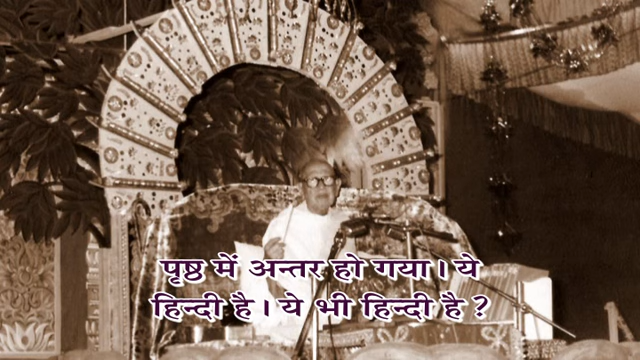 पृष्ठ में अन्तर हो गया। ये
हिन्दी है। ये भी हिन्दी है ?